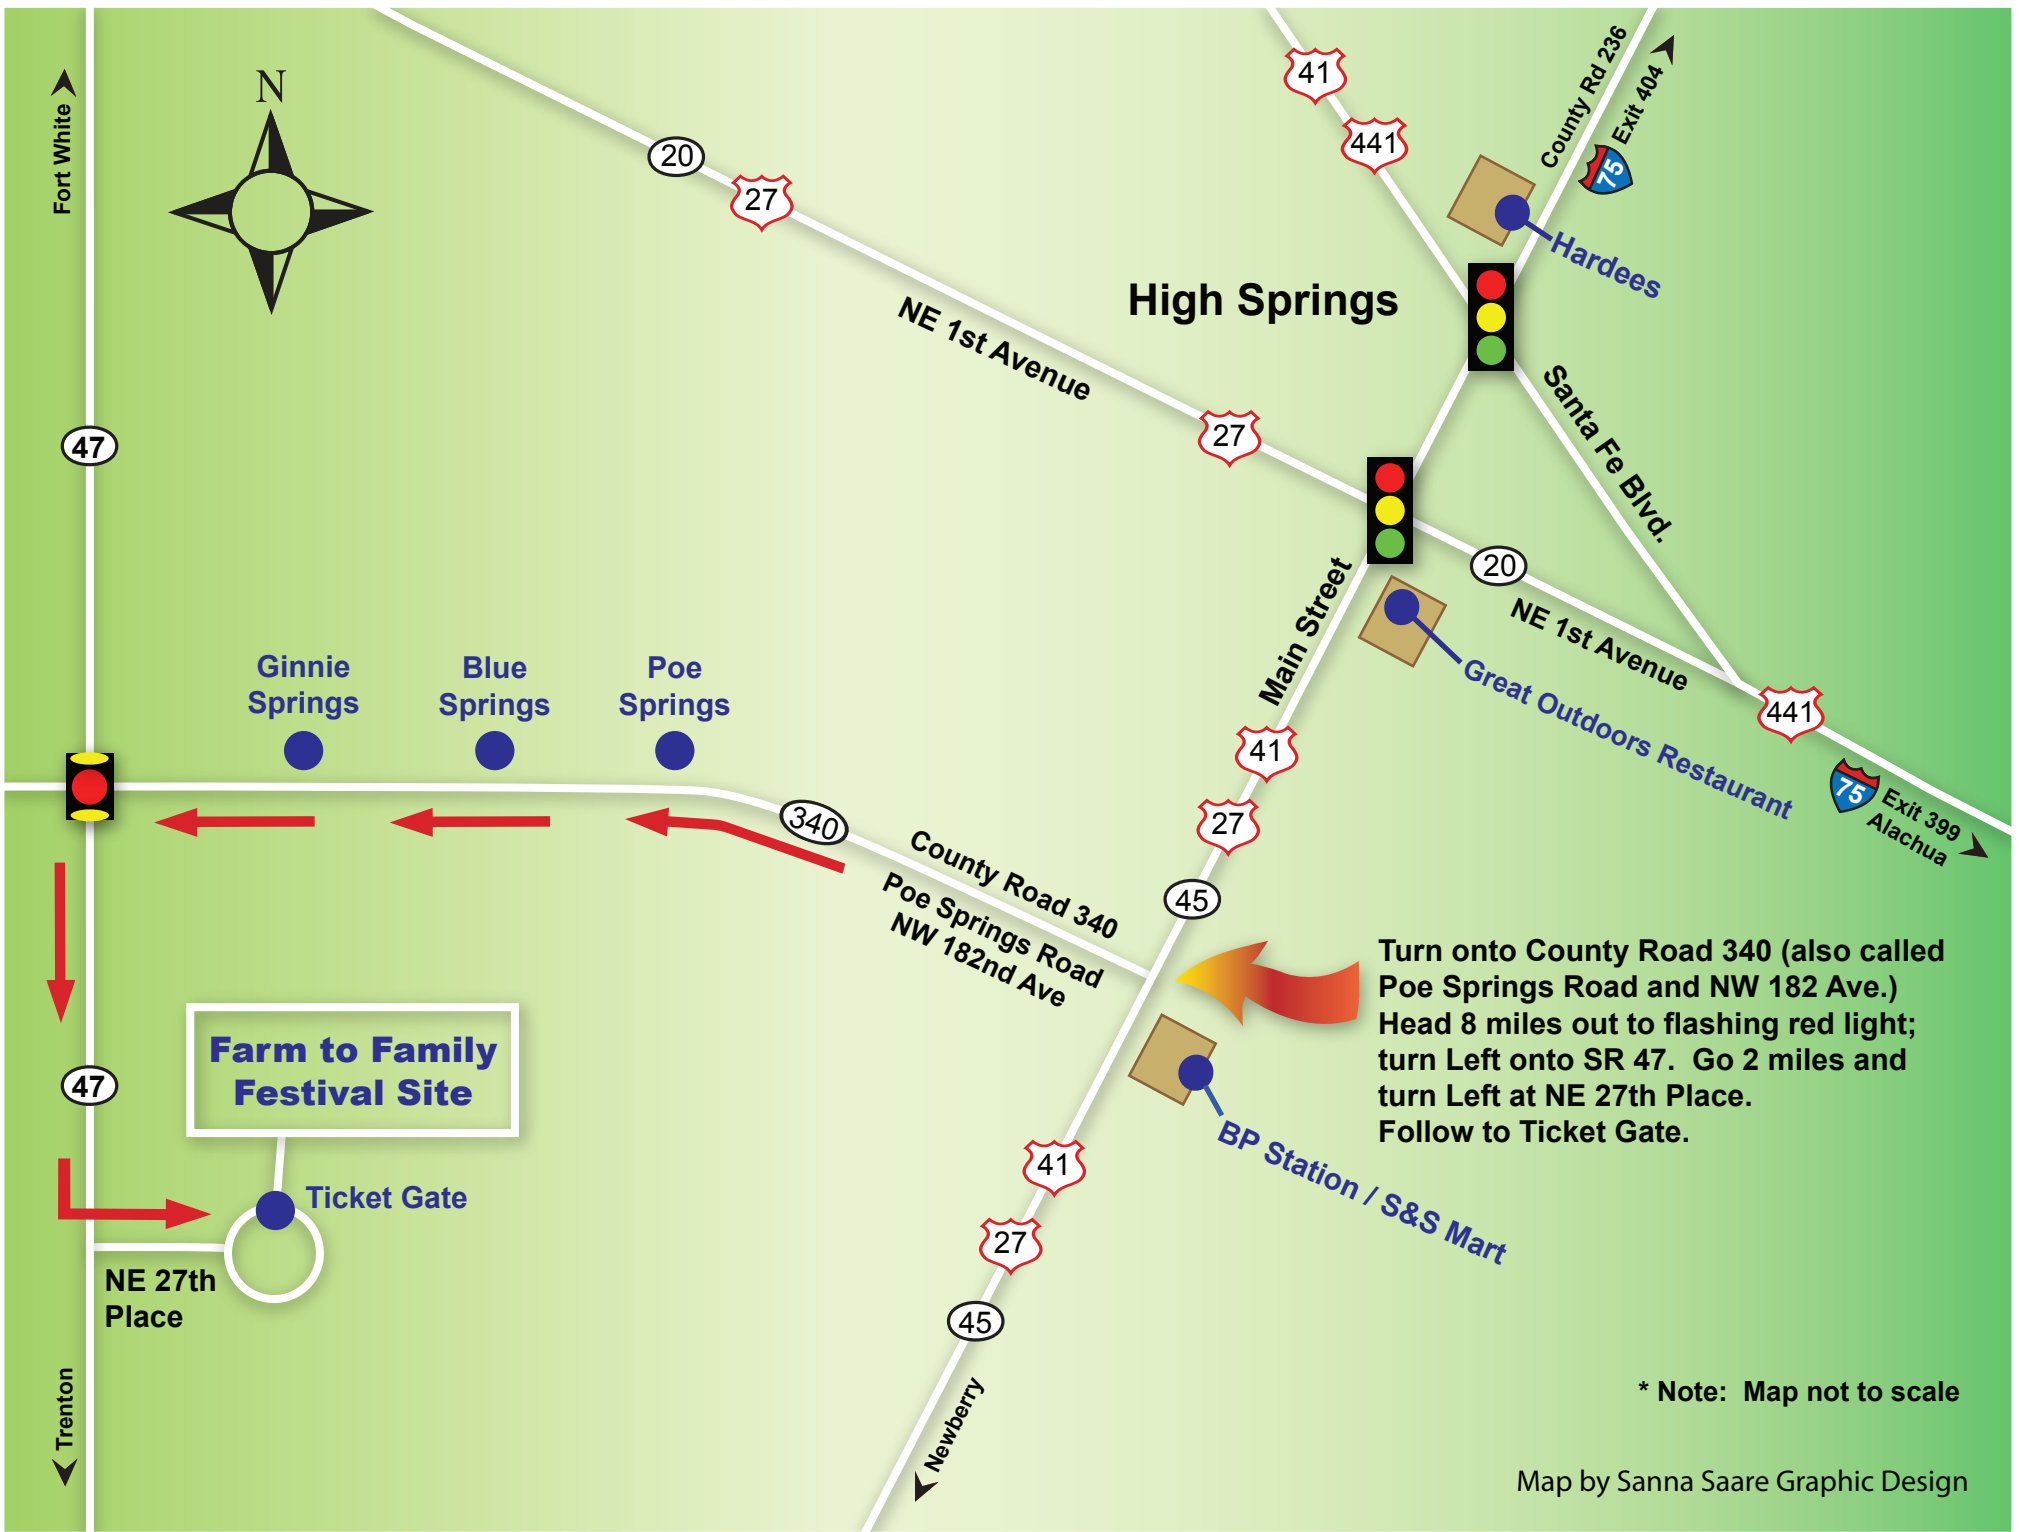 Fort White
N
47
20
27
NE 1st Avenue
27
High Springs
41
441
County Rd 236
Exit 404
75
Hardees
Santa Fe Blvd.
20
NE 1st Avenue
441
75
Exit 399
Alachua
Main Street
Great Outdoors Restaurant
41
27
45
Ginnie
Springs
Blue
Springs
Poe
Springs
340
County Road 340
Poe Springs Road
NW 182nd Ave
Turn onto County Road 340 (also called
Poe Springs Road and NW 182 Ave.)
Head 8 miles out to flashing red light;
turn Left onto SR 47. Go 2 miles and
turn Left at NE 27th Place.
Follow to Ticket Gate.
BP Station / S&S Mart
41
27
45
Newberry
47
Farm to Family
Festival Site
Ticket Gate
NE 27th
Place
Trenton
* Note: Map not to scale
Map by Sanna Saare Graphic Design